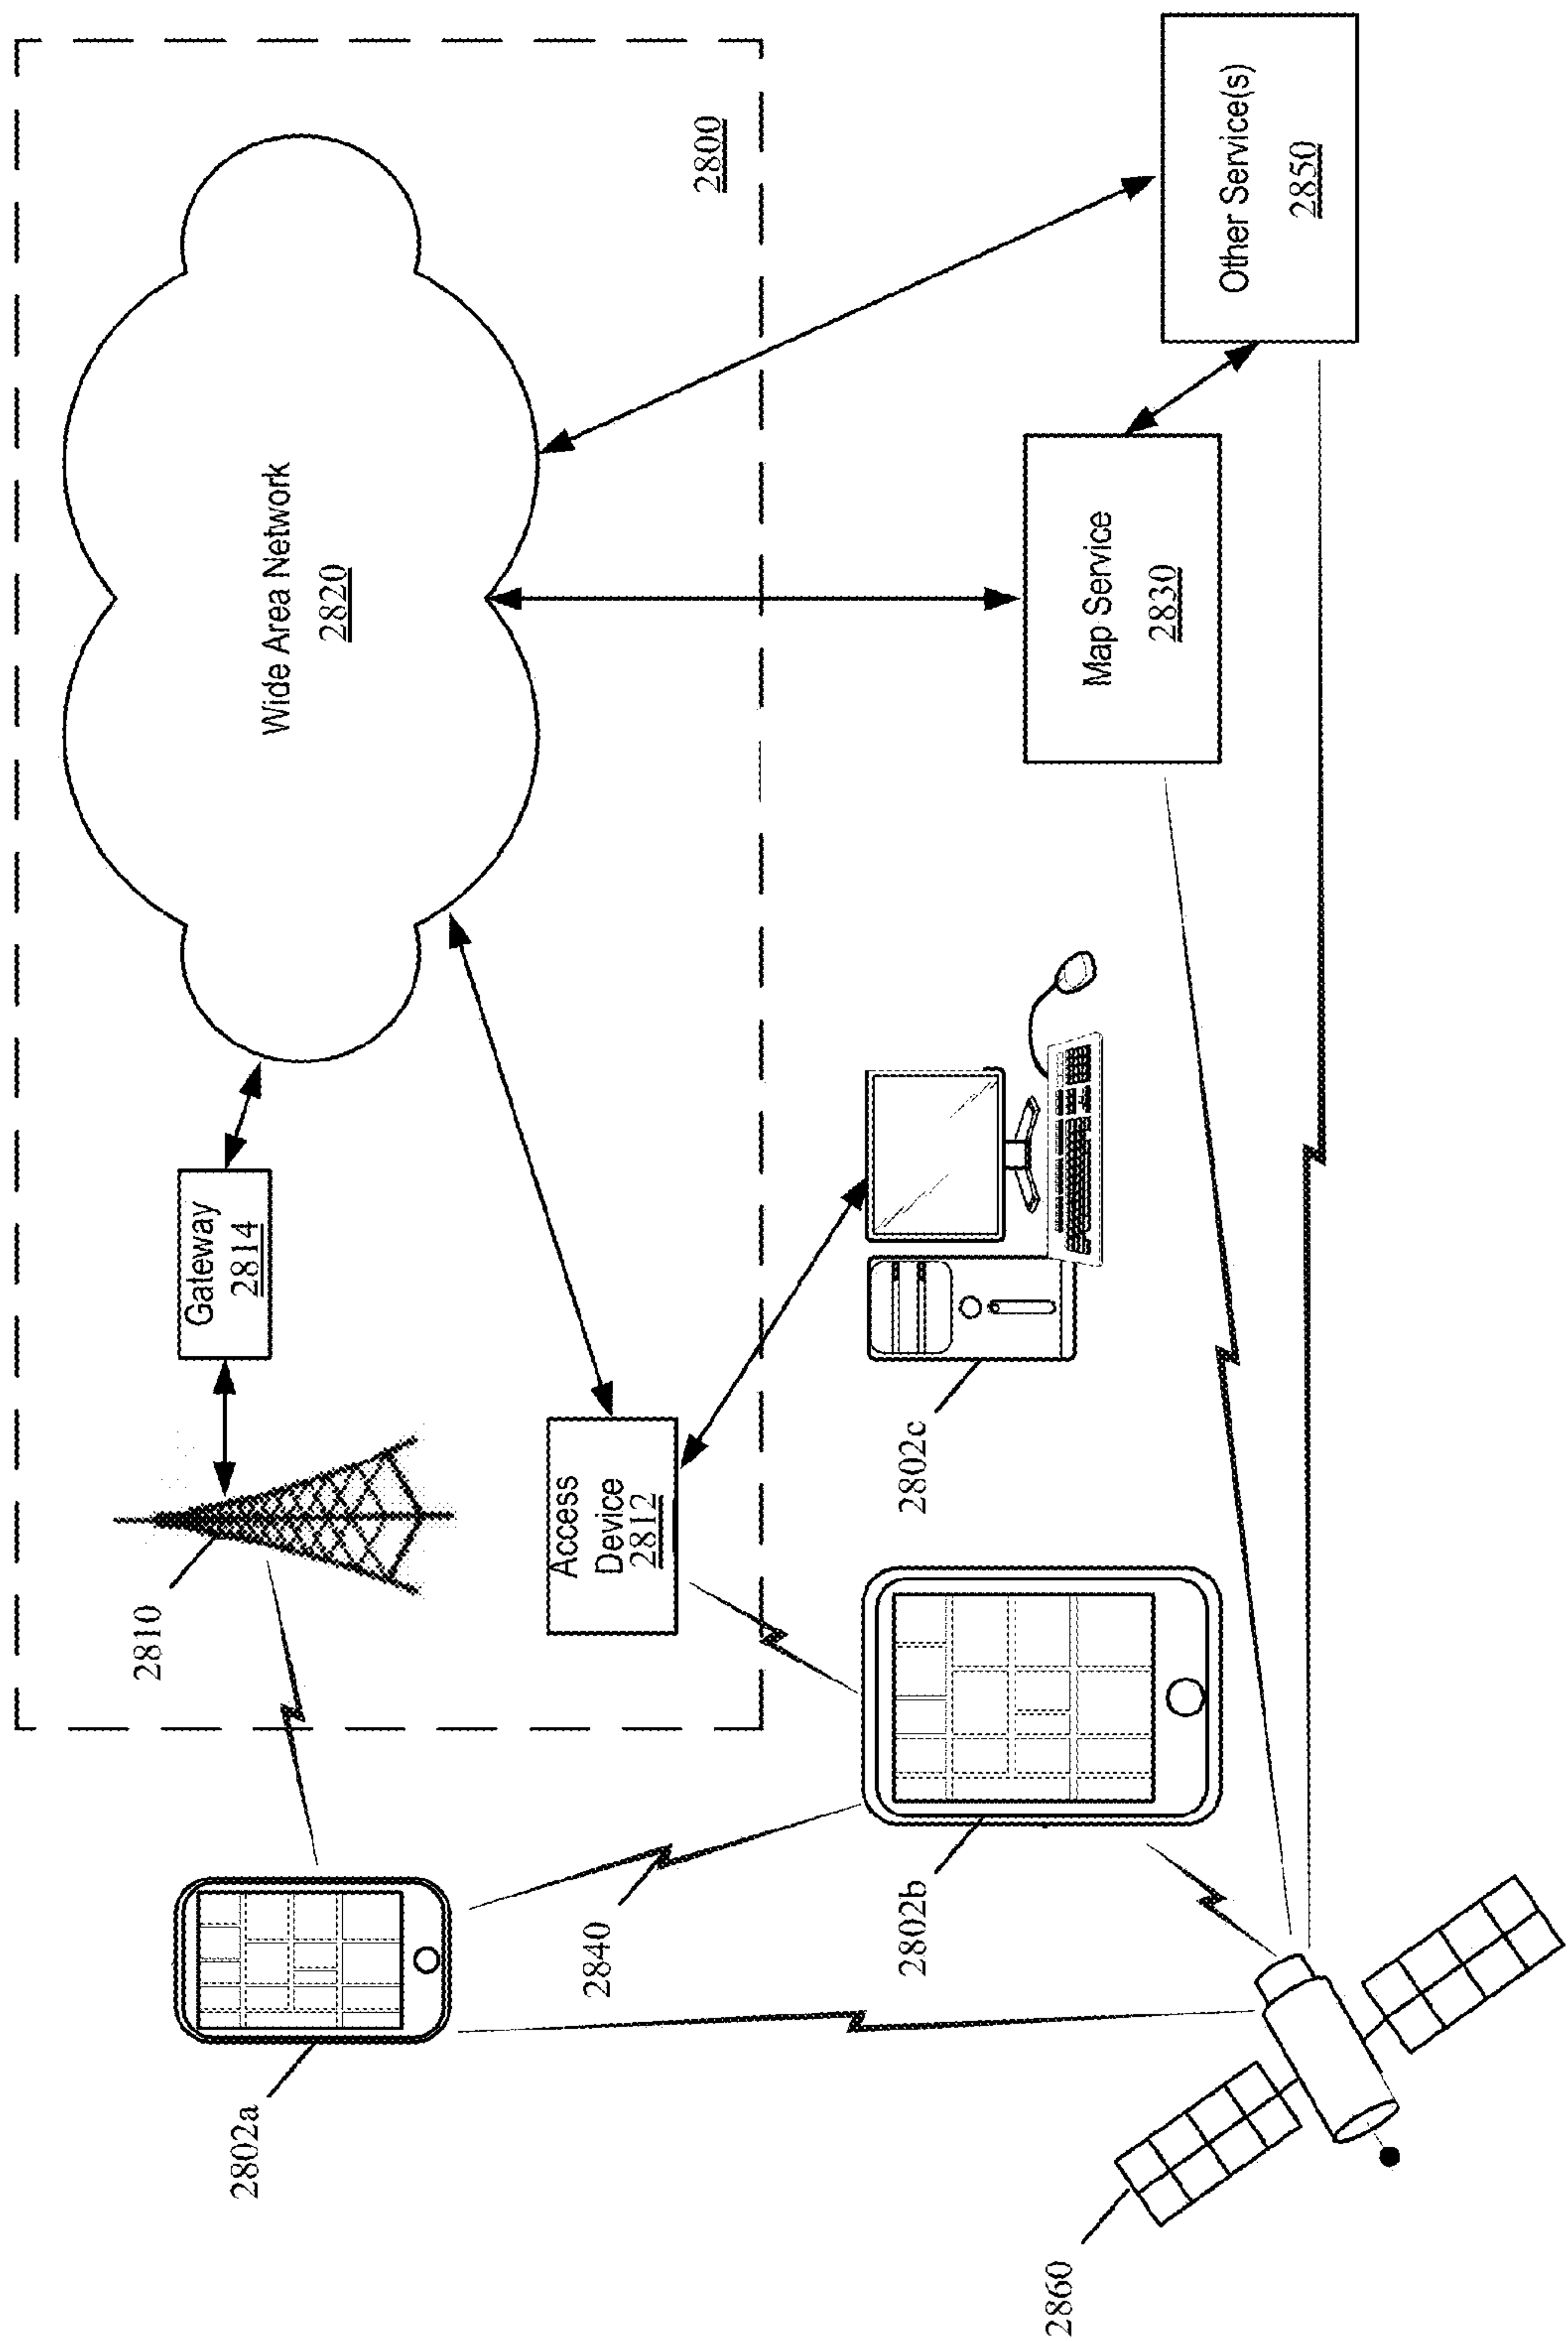 2802a
2810
Gateway
2814
Wide Area Network
2820
2840
Access
Device
2812
2800
2802b
2802c
2860
Map Service
2830
Other Service(s)
2850